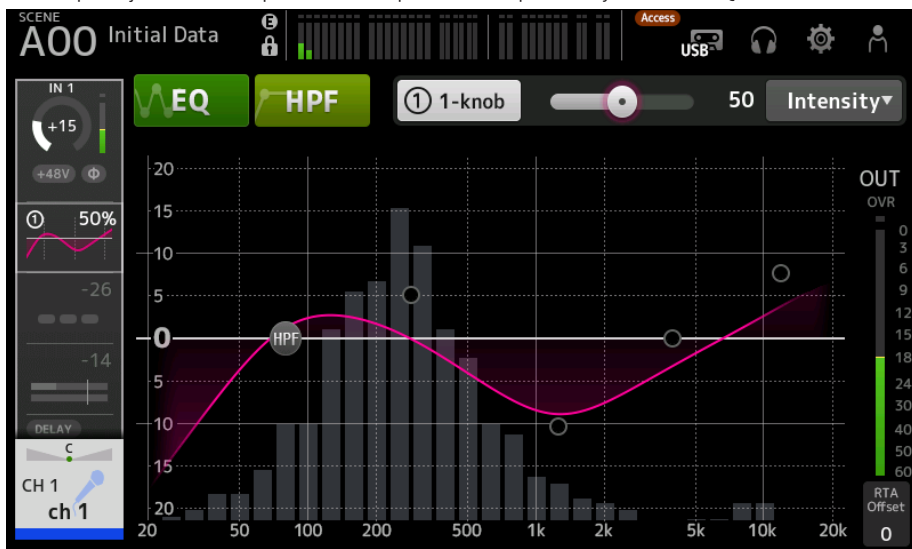 SCENE
A00 Initial Data
E
Access
USB
IN 1
+15
+48V Φ
① 50%
-26
-14
DELAY
C
CH 1
ch 1
EQ
HPF
① 1-knob
50
Intensity▾
20
15
10
5
0
5
10
15
20
HPF
20 50 100 200 500 1k 2k 5k 10k 20k
OUT
OVR
0
3
6
9
12
15
18
24
30
40
50
60
RTA
Offset
0